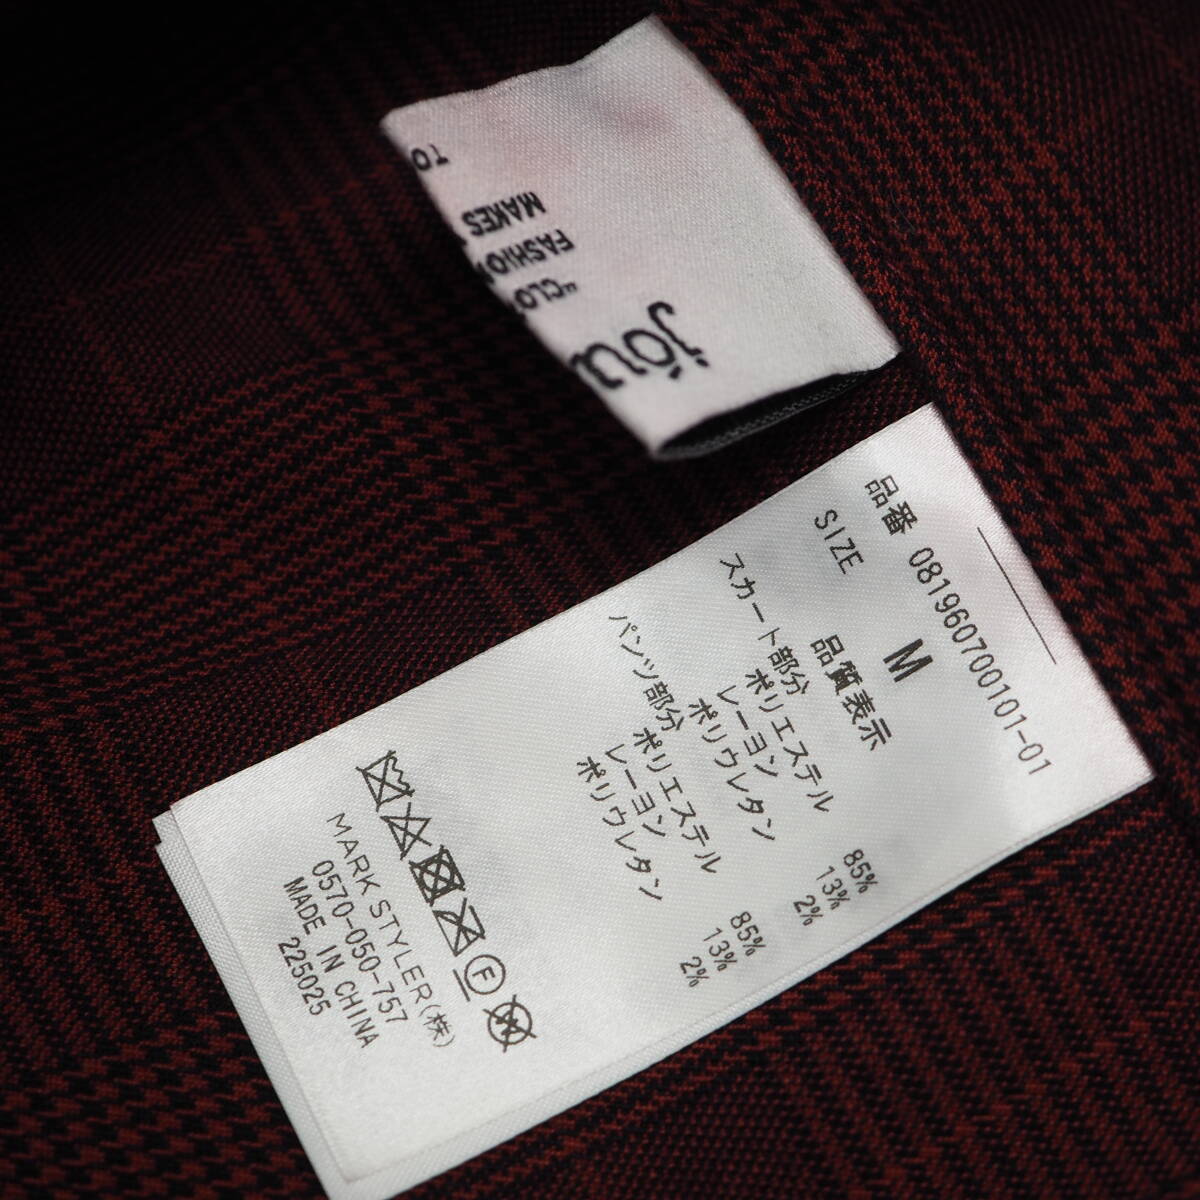 jóu
"CLO
FASHIO
MAKES
TO
品番 081960700101-01
SIZE M
品質表示
スカート部分
ポリエステル 85%
レーヨン 13%
ポリウレタン 2%
パンツ部分
ポリエステル 85%
レーヨン 13%
ポリウレタン 2%
F
MARK STYLER(株)
0570-050-757
MADE IN CHINA
225025